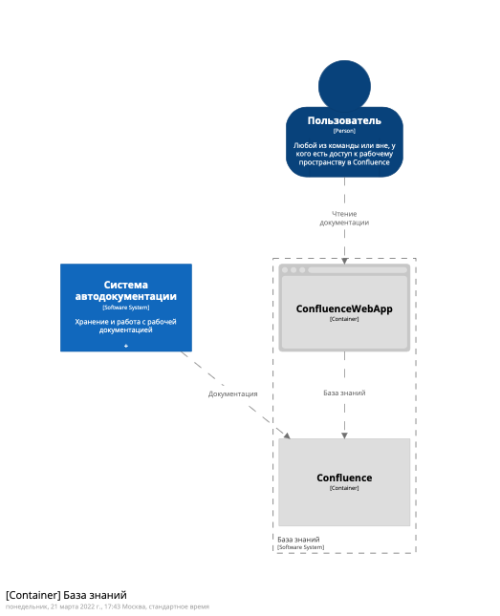 Пользователь
[Person]
Любой из команды или вне, у
кого есть доступ к рабочему
пространству в Confluence
Чтение
документации
Система
автодокументации
[Software System]
Хранение и работа с рабочей
документацией
ConfluenceWebApp
[Container]
Документация
База знаний
Confluence
[Container]
База знаний
[Software System]
[Container] База знаний
понедельник, 21 марта 2022 г., 17:43 Москва, стандартное время